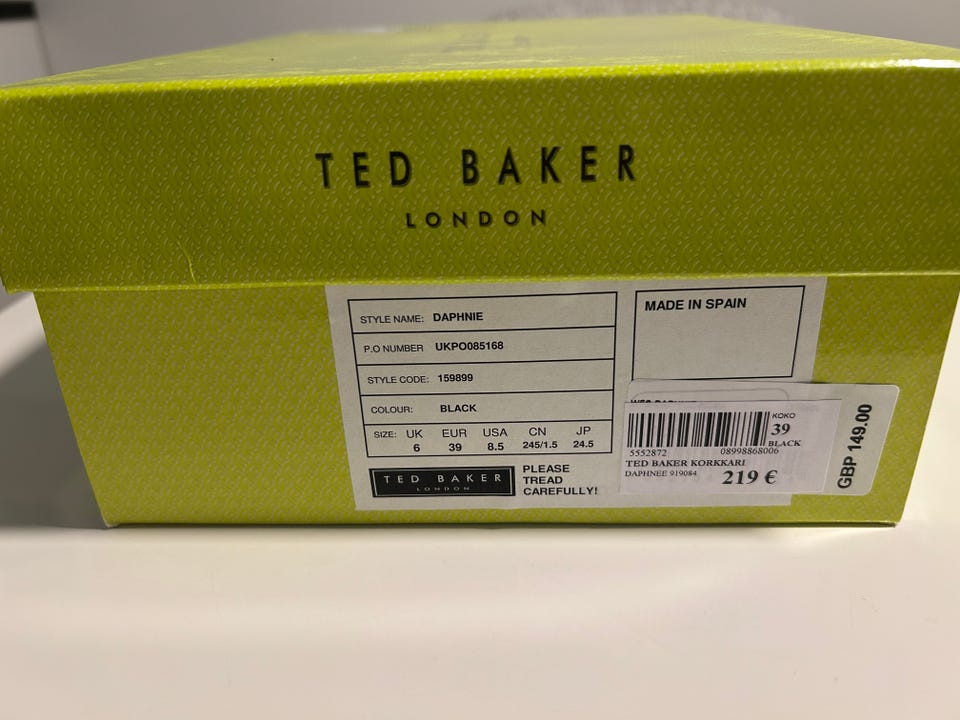 TED BAKER
LONDON
STYLE NAME: DAPHNIE
P.O NUMBER UKPO085168
STYLE CODE: 159899
COLOUR: BLACK
SIZE: UK EUR USA CN JP
6 39 8.5 245/1.5 24.5
TED BAKER
LONDON
PLEASE
TREAD
CAREFULLY!
MADE IN SPAIN
KOKO
39
BLACK
5552872 08998868006
TED BAKER KORKKARI
DAPHNEE 919084
219 €
GBP 149.00